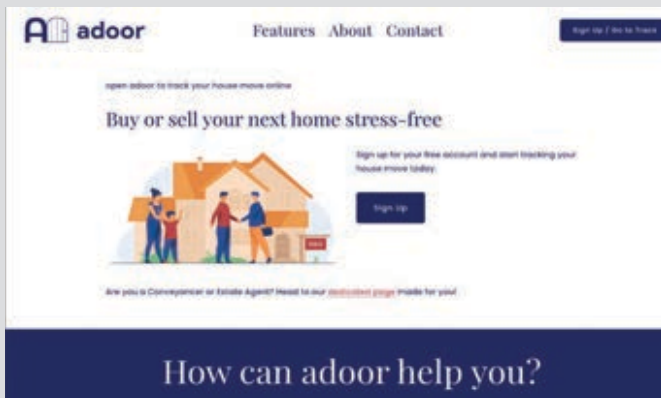 adoor
Features About Contact
Sign Up / Go to Track
open adoor to track your house move online
Buy or sell your next home stress-free
Sign up for your free account and start tracking your
house move today.
Sign Up
Are you a Conveyancer or Estate Agent? Head to our dedicated page made for you!
How can adoor help you?